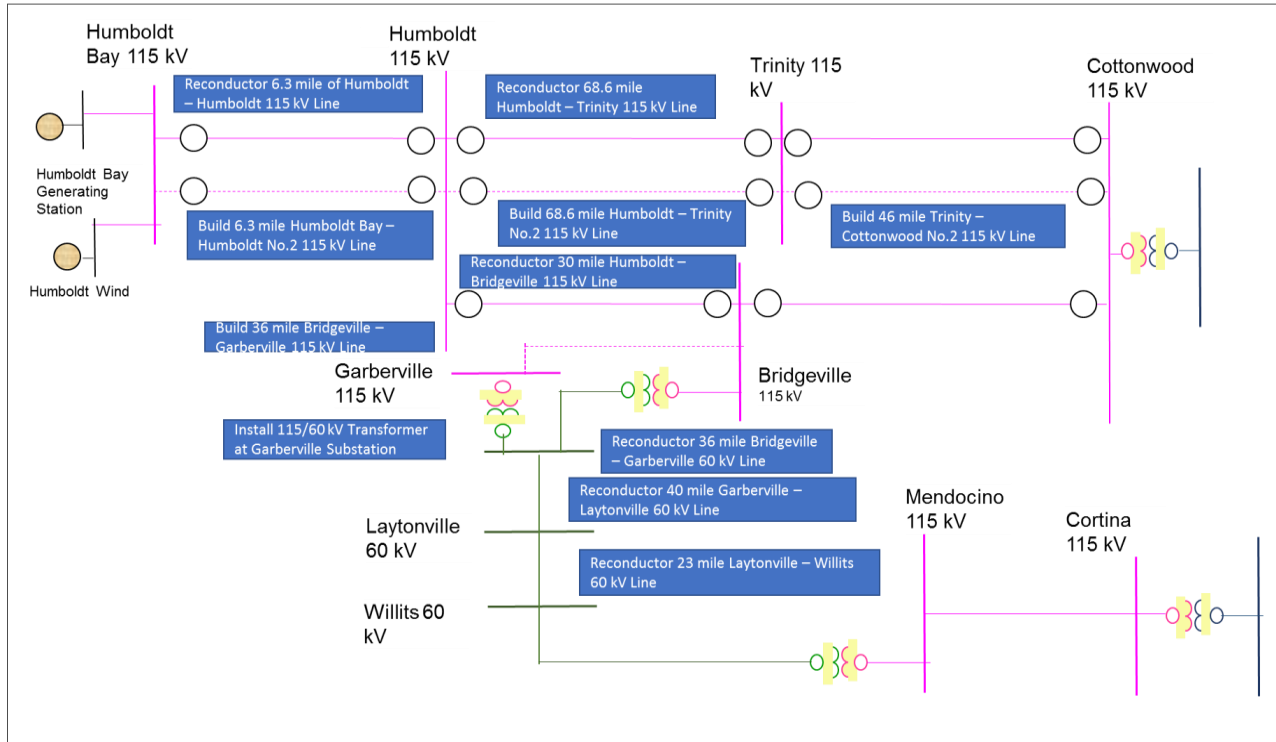 Humboldt
Bay 115 kV
Humboldt
115 kV
Trinity 115
kV
Cottonwood
115 kV
Reconductor 6.3 mile of Humboldt
– Humboldt 115 kV Line
Reconductor 68.6 mile
Humboldt – Trinity 115 kV Line
Humboldt Bay
Generating
Station
Build 6.3 mile Humboldt Bay –
Humboldt No.2 115 kV Line
Build 68.6 mile Humboldt – Trinity
No.2 115 kV Line
Build 46 mile Trinity –
Cottonwood No.2 115 kV Line
Humboldt Wind
Reconductor 30 mile Humboldt –
Bridgeville 115 kV Line
Build 36 mile Bridgeville –
Garberville 115 kV Line
Garberville
115 kV
Bridgeville
115 kV
Install 115/60 kV Transformer
at Garberville Substation
Reconductor 36 mile Bridgeville
– Garberville 60 kV Line
Reconductor 40 mile Garberville –
Laytonville 60 kV Line
Laytonville
60 kV
Mendocino
115 kV
Cortina
115 kV
Reconductor 23 mile Laytonville – Willits
60 kV Line
Willits 60
kV